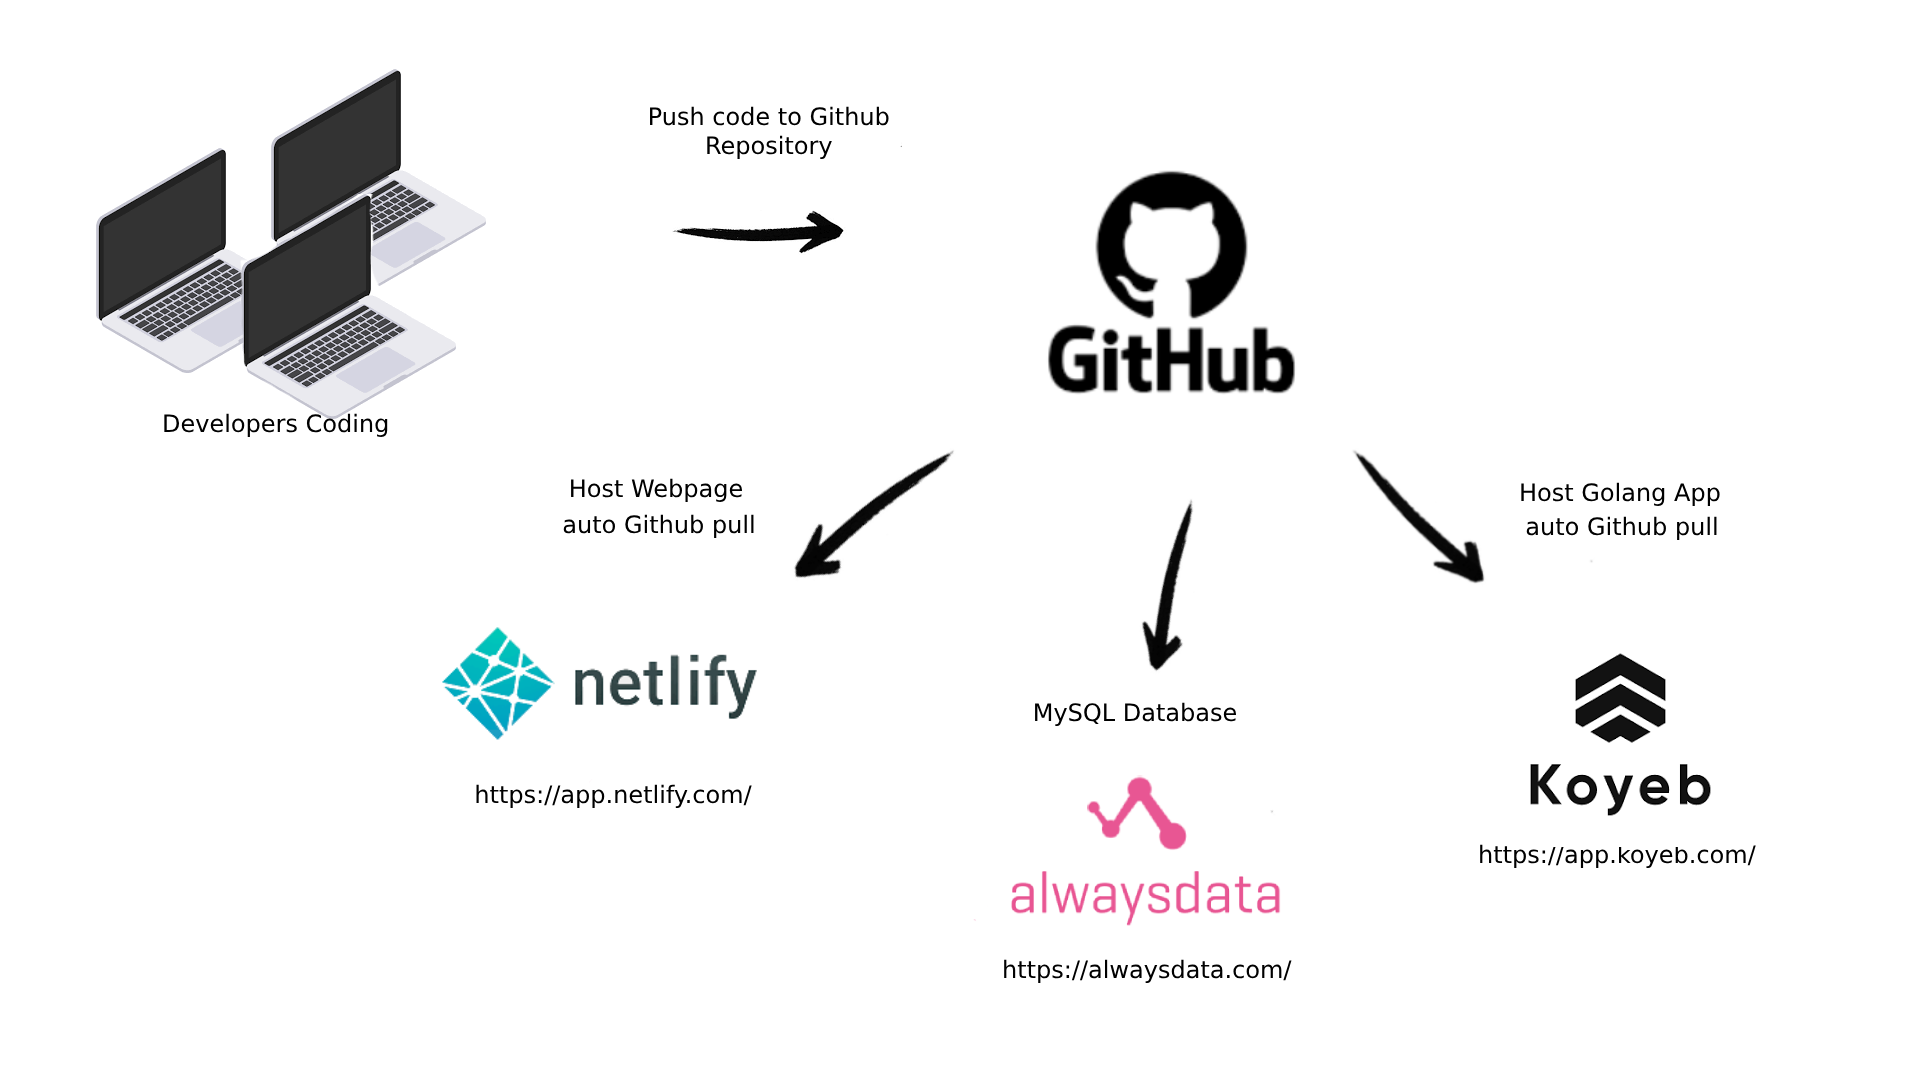 Push code to Github
Repository
GitHub
Developers Coding
Host Webpage
auto Github pull
Host Golang App
auto Github pull
netlify
https://app.netlify.com/
MySQL Database
alwaysdata
https://alwaysdata.com/
Koyeb
https://app.koyeb.com/